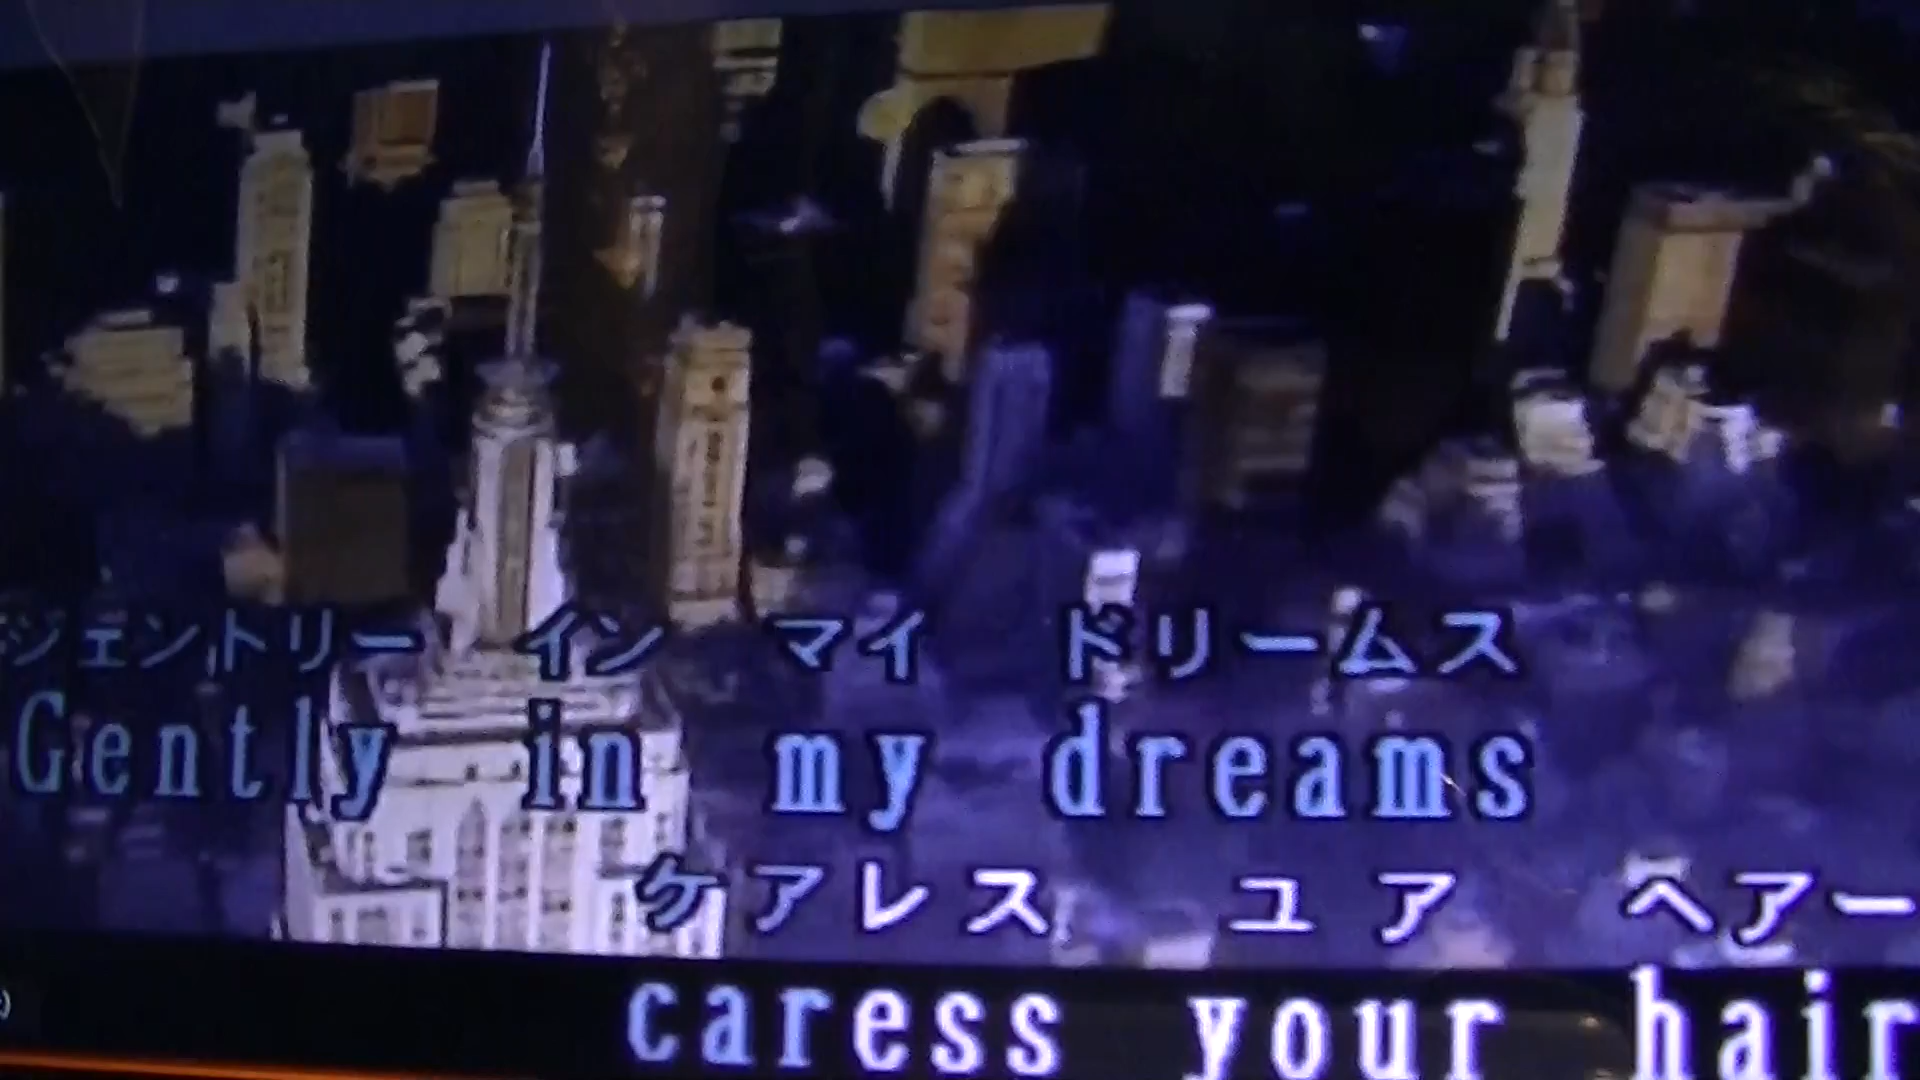 ジェントリー イン マイ ドリームス
Gently in my dreams
ケアレス ユア ヘアー
caress your hair